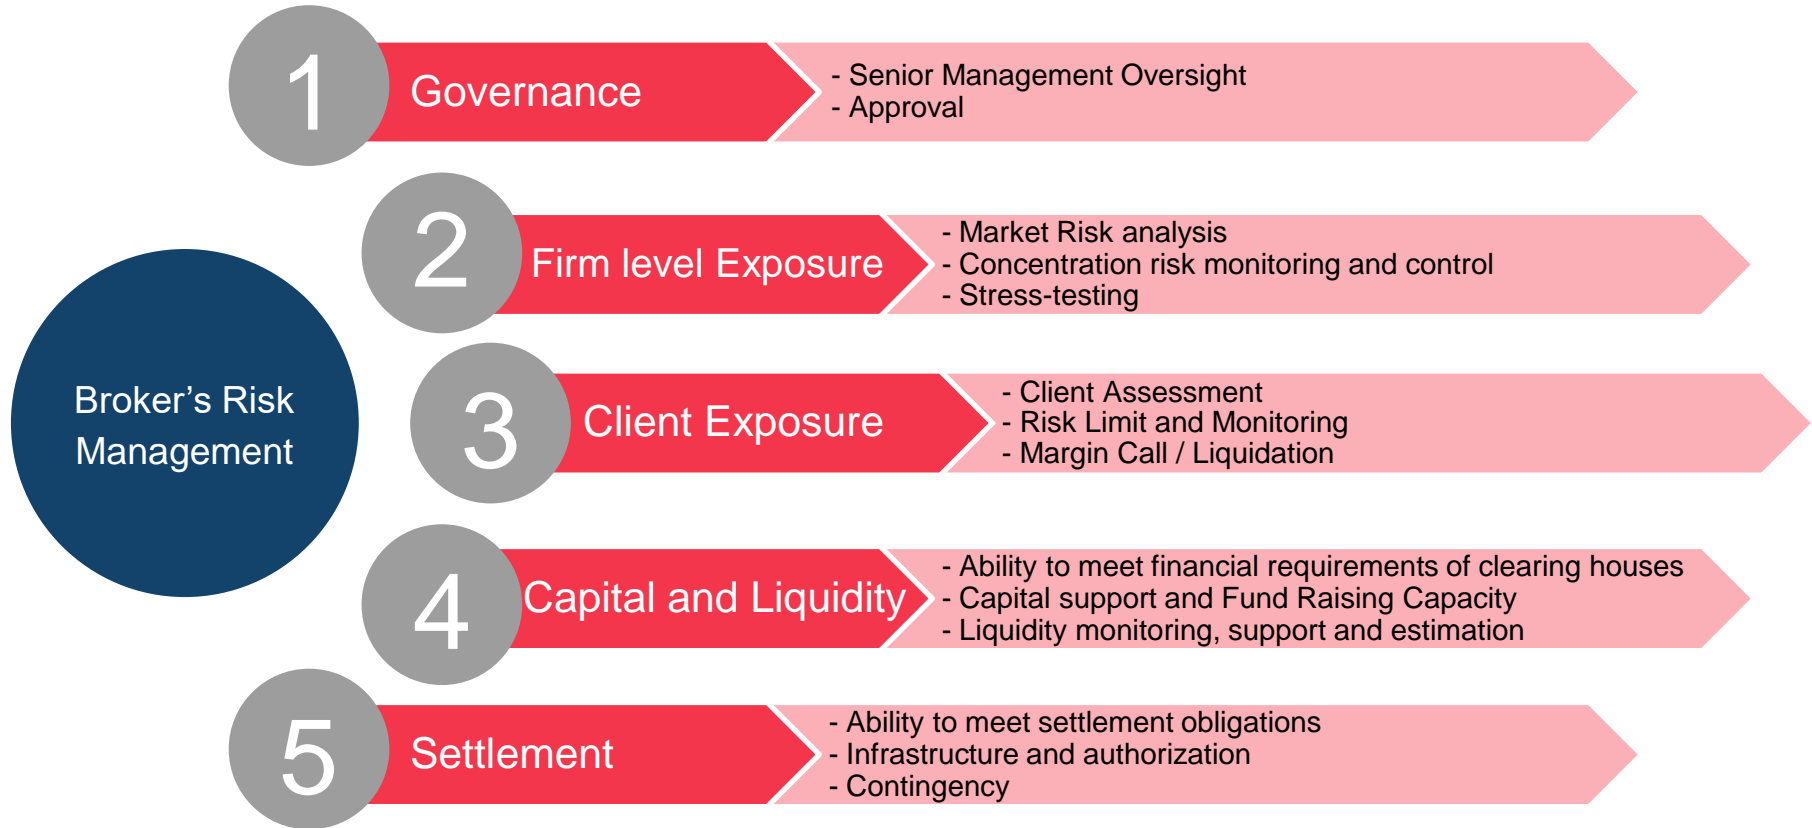 Broker’s Risk
Management
1
Governance
- Senior Management Oversight
- Approval
2
Firm level Exposure
- Market Risk analysis
- Concentration risk monitoring and control
- Stress-testing
3
Client Exposure
- Client Assessment
- Risk Limit and Monitoring
- Margin Call / Liquidation
4
Capital and Liquidity
- Ability to meet financial requirements of clearing houses
- Capital support and Fund Raising Capacity
- Liquidity monitoring, support and estimation
5
Settlement
- Ability to meet settlement obligations
- Infrastructure and authorization
- Contingency